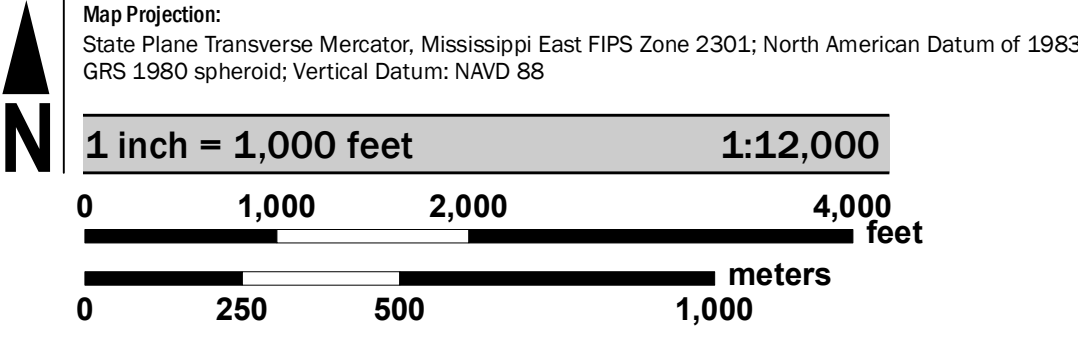 Map Projection:
State Plane Transverse Mercator, Mississippi East FIPS Zone 2301; North American Datum of 1983
GRS 1980 spheroid; Vertical Datum: NAVD 88
N
1 inch = 1,000 feet 1:12,000
0 1,000 2,000 4,000
feet
meters
0 250 500 1,000